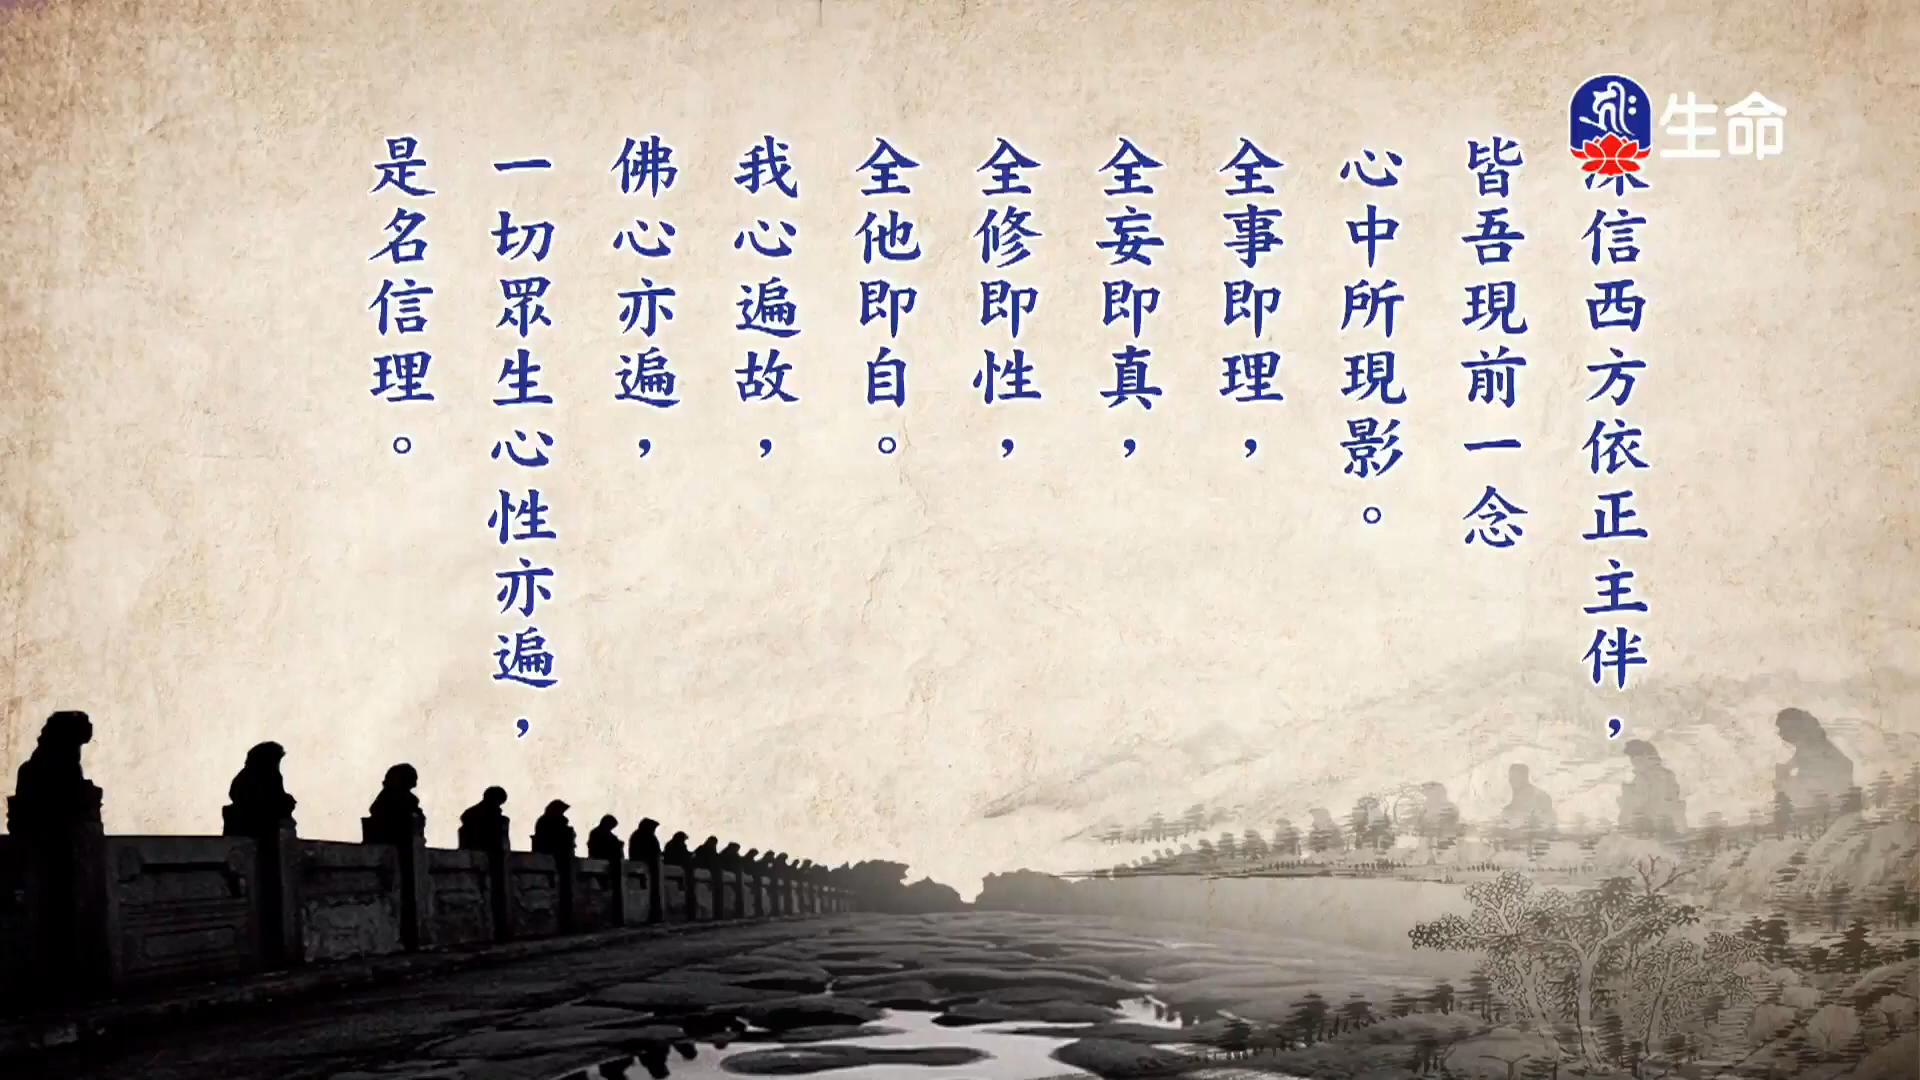 生命
信西方依正主伴，
皆吾現前一念
心中所現影。
全事即理，
全妄即真，
全修即性，
全他即自。
我心遍故，
佛心亦遍，
一切眾生心性亦遍，
是名信理。